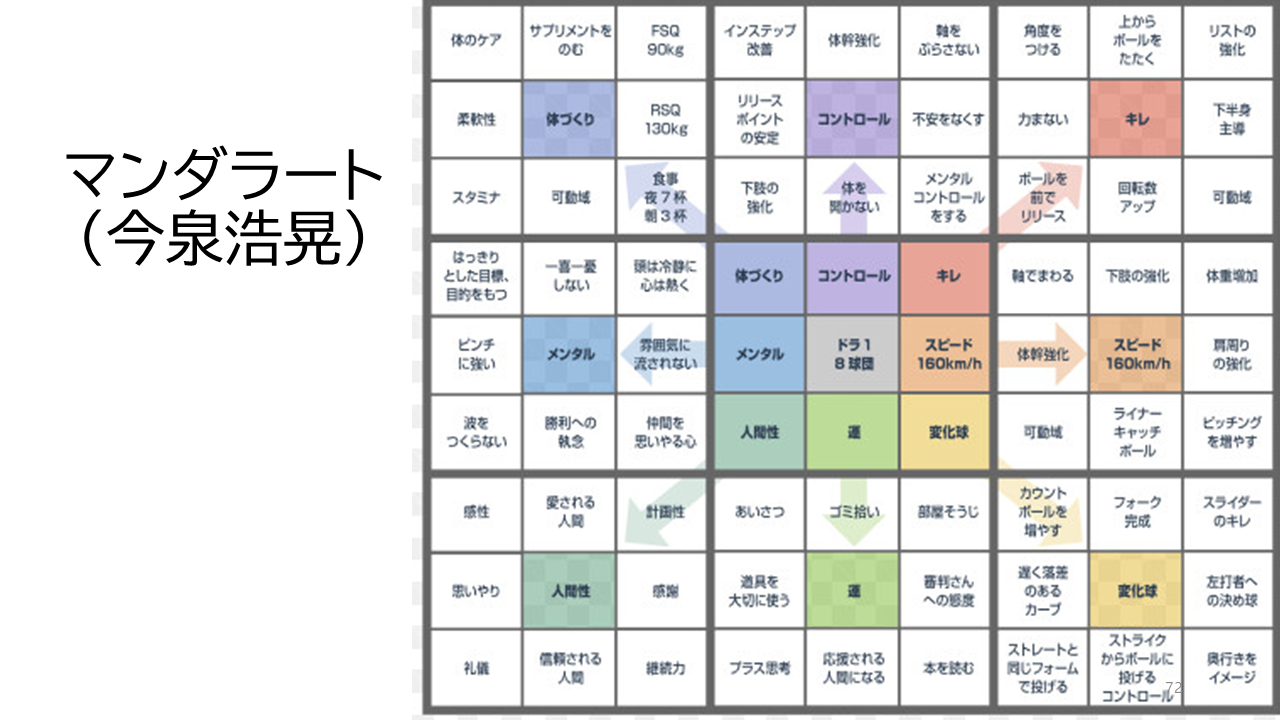 マンダラート
（今泉浩晃）
体のケア
サプリメントを
のむ
FSQ
90kg
インステップ
改善
体幹強化
軸を
ぶらさない
角度を
つける
上から
ボールを
たたく
リストの
強化
柔軟性
体づくり
RSQ
130kg
リリース
ポイント
の安定
コントロール
不安をなくす
力まない
キレ
下半身
主導
スタミナ
可動域
食事
夜7杯
朝3杯
下肢の
強化
体を
開かない
メンタル
コントロール
をする
ボールを
前で
リリース
回転数
アップ
可動域
はっきり
とした目標、
目的をもつ
一喜一憂
しない
頭は冷静に
心は熱く
体づくり
コントロール
キレ
軸でまわる
下肢の強化
体重増加
ピンチ
に強い
メンタル
雰囲気に
流されない
メンタル
ドラ1
8球団
スピード
160km/h
体幹強化
スピード
160km/h
肩周り
の強化
波を
つくらない
勝利への
執念
仲間を
思いやる心
人間性
運
変化球
可動域
ライナー
キャッチ
ボール
ピッチング
を増やす
感性
愛される
人間
計画性
あいさつ
ゴミ拾い
部屋そうじ
カウント
ボールを
増やす
フォーク
完成
スライダー
のキレ
思いやり
人間性
感謝
道具を
大切に使う
運
審判さん
への態度
遅く落差
のある
カーブ
変化球
左打者へ
の決め球
礼儀
信頼される
人間
継続力
プラス思考
応援される
人間になる
本を読む
ストレートと
同じフォーム
で投げる
ストライク
からボールに
投げる
コントロール
奥行きを
イメージ
72